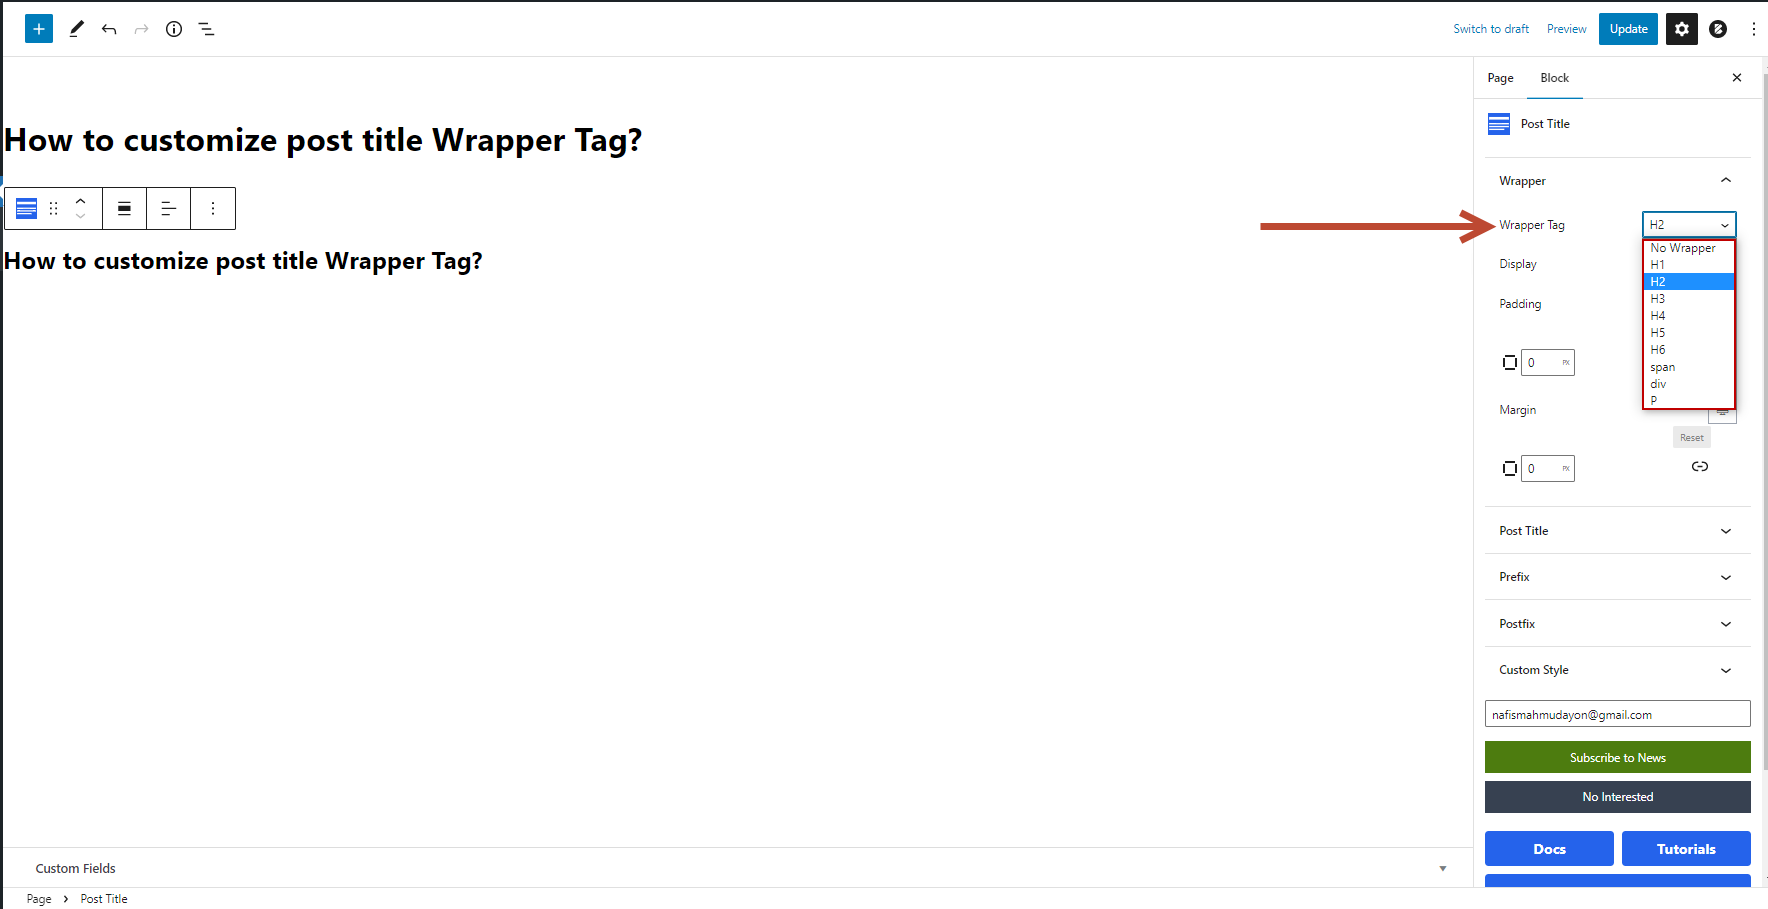 Switch to draft
Preview
Update
Page
Block
Post Title
How to customize post title Wrapper Tag?
How to customize post title Wrapper Tag?
Wrapper
Wrapper Tag
H2
No Wrapper
H1
H2
H3
H4
H5
H6
span
div
P
Display
Padding
0 PX
Margin
Reset
0 PX
Post Title
Prefix
Postfix
Custom Style
nafismahmudayon@gmail.com
Subscribe to News
No Interested
Docs
Tutorials
Custom Fields
Page
Post Title